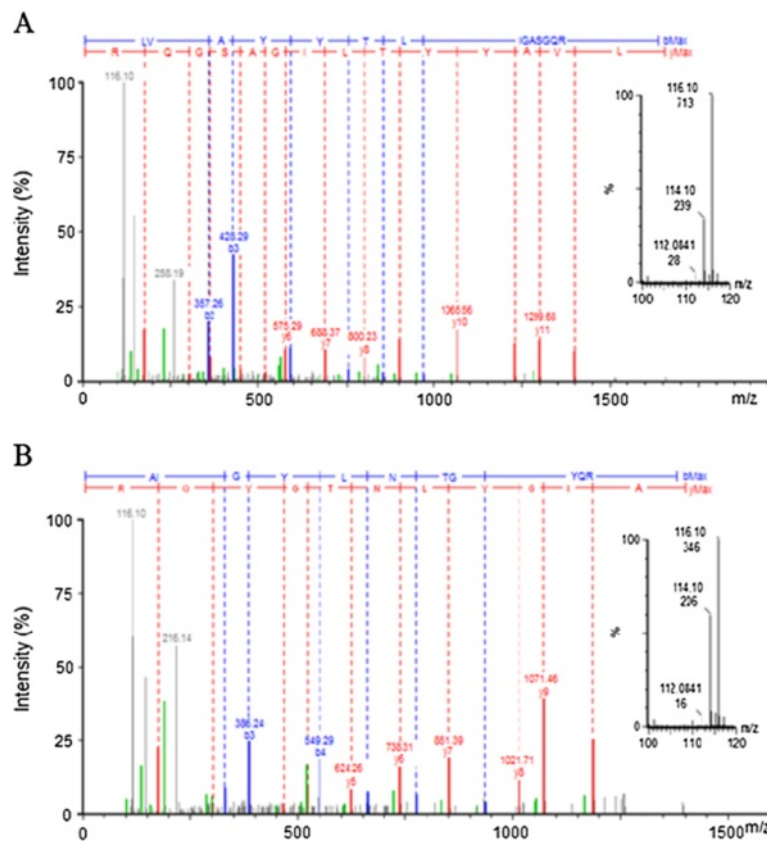 A
LV A Y Y T L IGASGQR bMax
R Q G S A G I L T Y Y A V L yMax
100
75
50
25
0
Intensity (%)
116.10
258.19
357.26
b2
428.29
b3
575.29
y6
688.37
y7
800.23
y8
1065.56
y10
1299.68
y11
0 500 1000 1500 m/z
100
%
0
116.10
713
114.10
239
112.0841
28
100 110 120 m/z
B
AI G Y L N TG YQR bMax
R Q Y G T N L Y G I A yMax
100
75
50
25
0
Intensity (%)
116.10
216.14
386.24
b3
549.29
b4
624.26
y5
738.31
y6
851.39
y7
1021.71
y8
1071.46
y9
0 500 1000 1500 m/z
100
%
0
116.10
346
114.10
206
112.0841
16
100 110 120 m/z